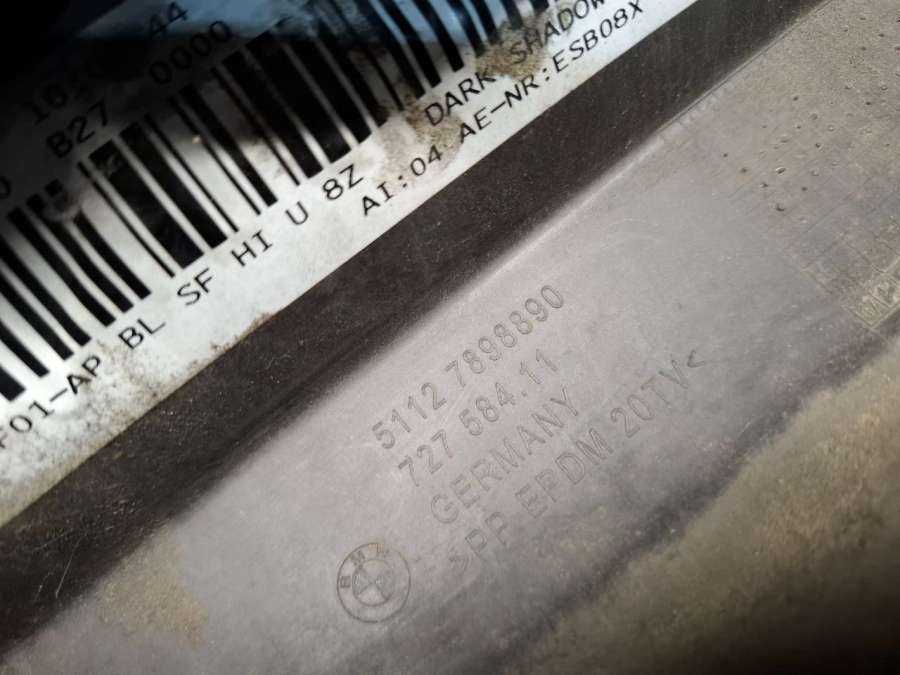 B27 0000
DARK SHADOW
F01-AP BL SF HI U 8Z
AI:04 AE-NR:ESB08X
5112 7898890
727 584.11
GERMANY
>PP EPDM 20TV<
BMW